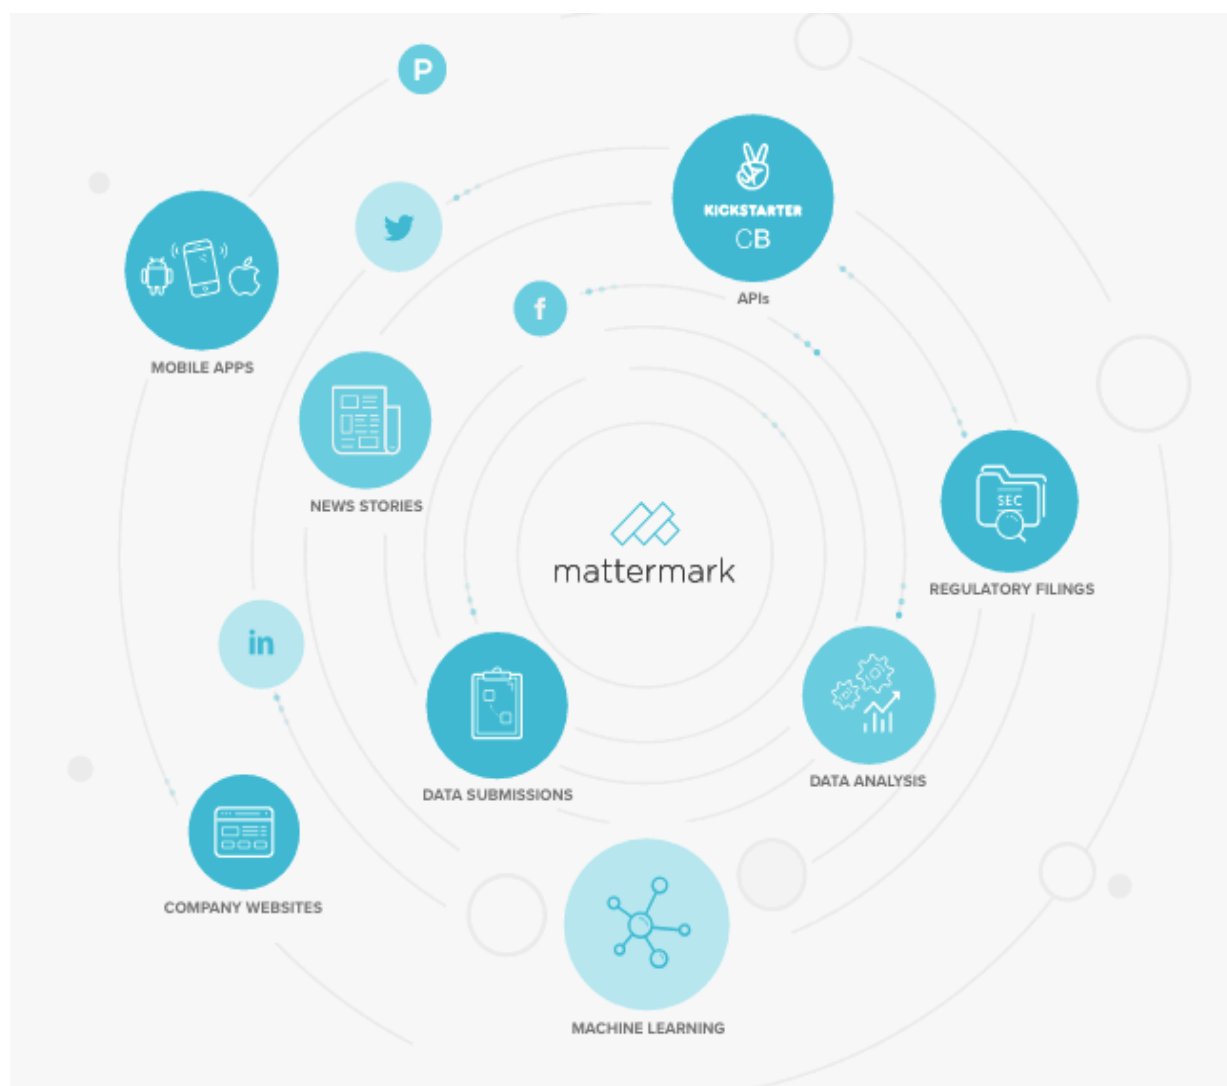 P
KICKSTARTER
CB
APIs
f
MOBILE APPS
NEWS STORIES
SEC
mattermark
REGULATORY FILINGS
in
DATA SUBMISSIONS
DATA ANALYSIS
COMPANY WEBSITES
MACHINE LEARNING